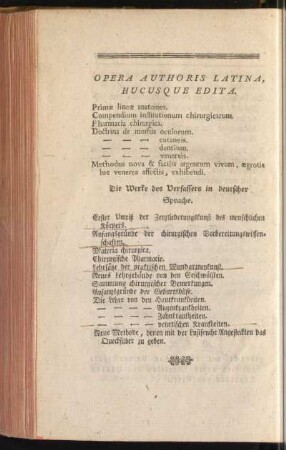 OPERA AUTHORIS LATINA,
HUCUSQUE EDITA.
Primæ lineæ anatomes.
Compendium institutionum chirurgicarum.
Pharmacia chirurgica.
Doctrina de morbis oculorum.
— — — cutaneis.
— — — dentium.
— — — venereis.
Methodus nova & facilis argentum vivum, ægrotis
lue venerea affectis, exhibendi.
Die Werke des Verfassers in deutscher
Sprache.
Erster Umriß der Zergliederungskunst des menschlichen
Körpers.
Anfangsgründe der chirurgischen Vorbereitungswissen-
schaften.
Materia chirurgica.
Chirurgische Pharmacie.
Lehrsätze der praktischen Wundarzneykunst.
Neues Lehrgebäude von den Geschwülsten.
Sammlung chirurgischer Bemerkungen.
Anfangsgründe der Geburtshülfe.
Die Lehre von den Hautkrankheiten.
— — — — Augenkrankheiten.
— — — — Zahnkrankheiten.
— — — — venerischen Krankheiten.
Neue Methode, denen mit der Lustseuche Angesteckten das
Quecksilber zu geben.